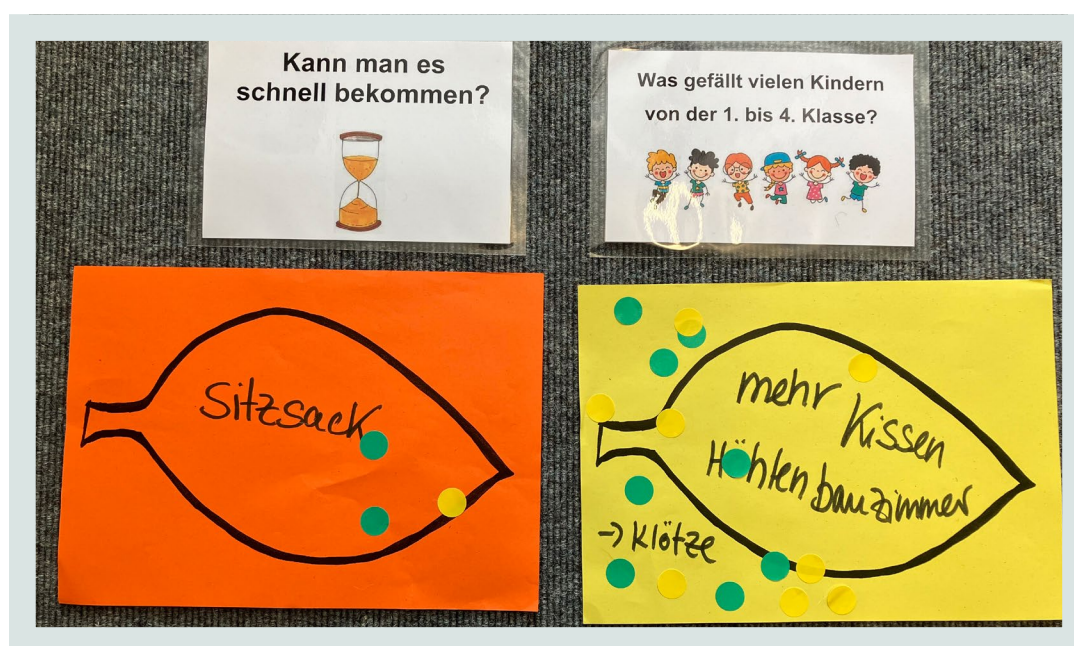 Kann man es
schnell bekommen?
Was gefällt vielen Kindern
von der 1. bis 4. Klasse?
Sitzsack
mehr Kissen
Höhlenbauzimmer
-> Klötze